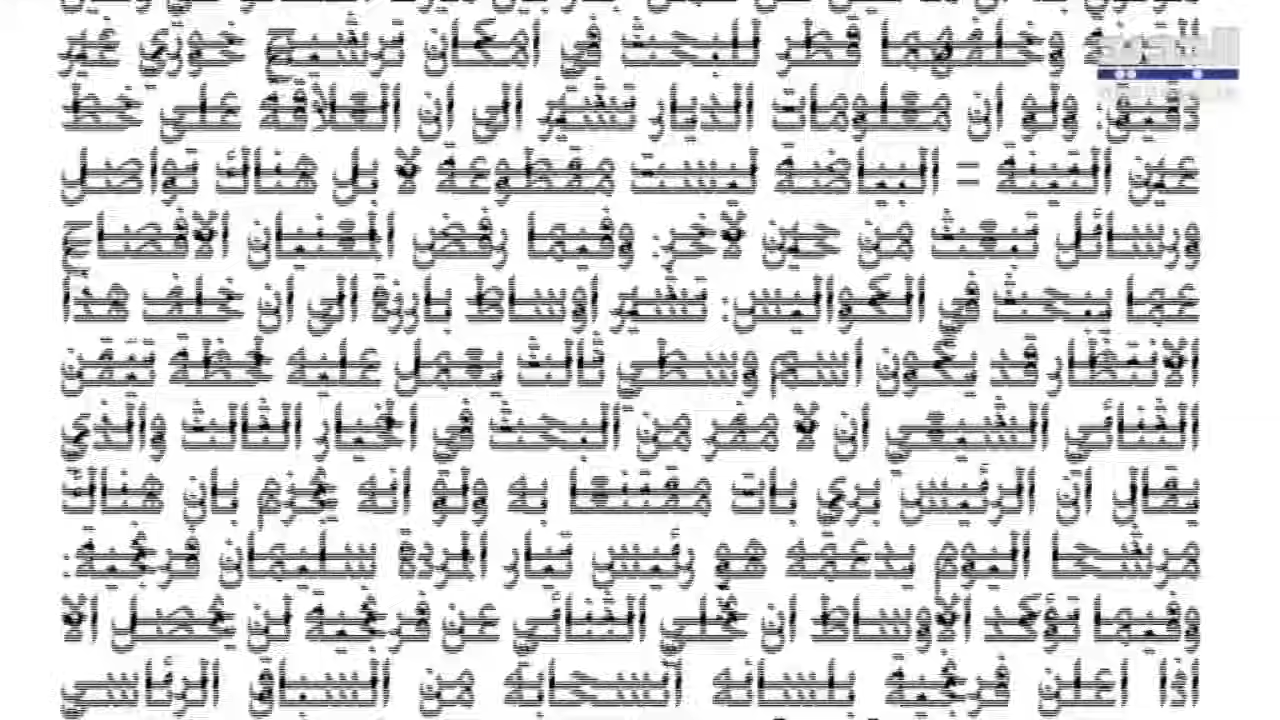 وخلفهما قطر للبحث في امكان ترشيح خوري غير
دقيق. ولو ان معلومات الديار تشير الى ان العلاقة على خط
عين التينة = البياضة ليست مقطوعة لا بل هناك تواصل
ورسائل تبعث من حين لاخر. وفيما رفض المعنيان الافصاح
عما يبحث في الكواليس: تشير اوساط بارزة الى ان خلف هذا
الانتظار قد يكون اسم وسطي ثالث يعمل عليه لحظة تيقن
الثنائي الشيعي ان لا مفر من البحث في الخيار الثالث والذي
يقال ان الرئيس بري بات مقتنعا به ولو انه يجزم بان هناك
مرشحا اليوم يدعمه هو رئيس تيار المردة سليمان فرنجية.
وفيما تؤكد الاوساط ان تخلي الثنائي عن فرنجية لن يحصل الا
اذا اعلن فرنجية بلسانه انسحابه من السباق الرئاسي